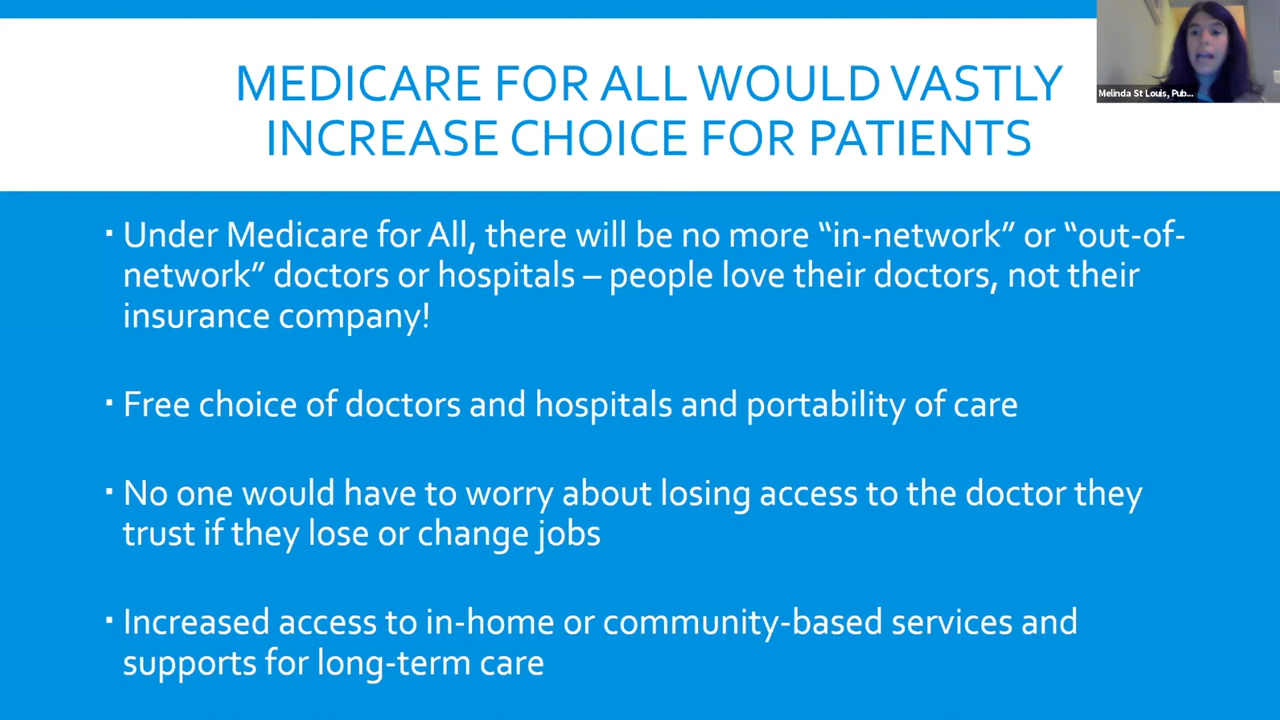 MEDICARE FOR ALL WOULD VASTLY
INCREASE CHOICE FOR PATIENTS
Melinda St Louis, Pub...
▪ Under Medicare for All, there will be no more “in-network” or “out-of-
network” doctors or hospitals – people love their doctors, not their
insurance company!
▪ Free choice of doctors and hospitals and portability of care
▪ No one would have to worry about losing access to the doctor they
trust if they lose or change jobs
▪ Increased access to in-home or community-based services and
supports for long-term care